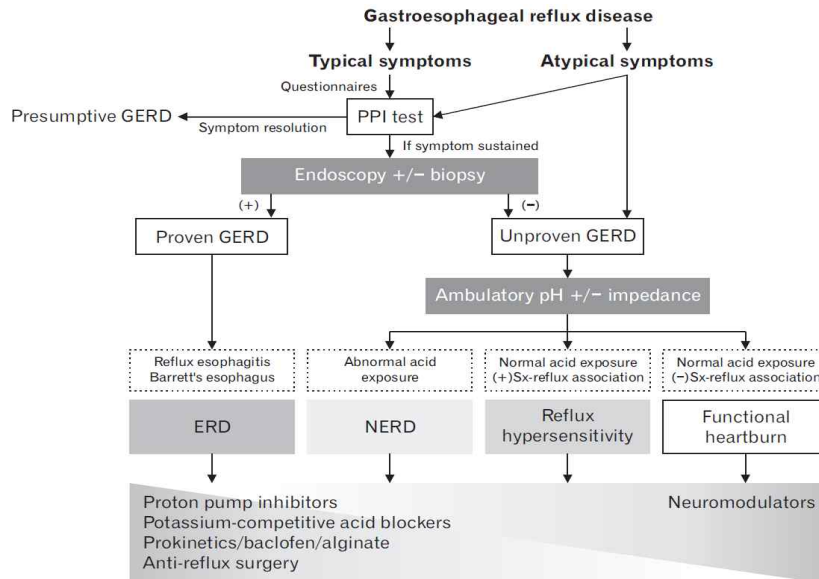 Gastroesophageal reflux disease
Typical symptoms
Atypical symptoms
Questionnaires
Presumptive GERD
PPI test
Symptom resolution
If symptom sustained
Endoscopy +/− biopsy
(+)
(−)
Proven GERD
Unproven GERD
Ambulatory pH +/− impedance
Reflux esophagitis
Barrett's esophagus
Abnormal acid
exposure
Normal acid exposure
(+)Sx-reflux association
Normal acid exposure
(−)Sx-reflux association
ERD
NERD
Reflux
hypersensitivity
Functional
heartburn
Proton pump inhibitors
Potassium-competitive acid blockers
Prokinetics/baclofen/alginate
Anti-reflux surgery
Neuromodulators